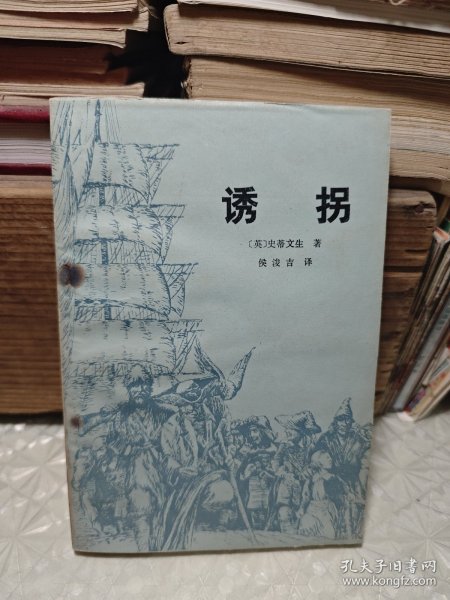 诱拐
〔英〕史蒂文生 著
侯浚吉 译
孔夫子旧书网
https://www.kongfz.com